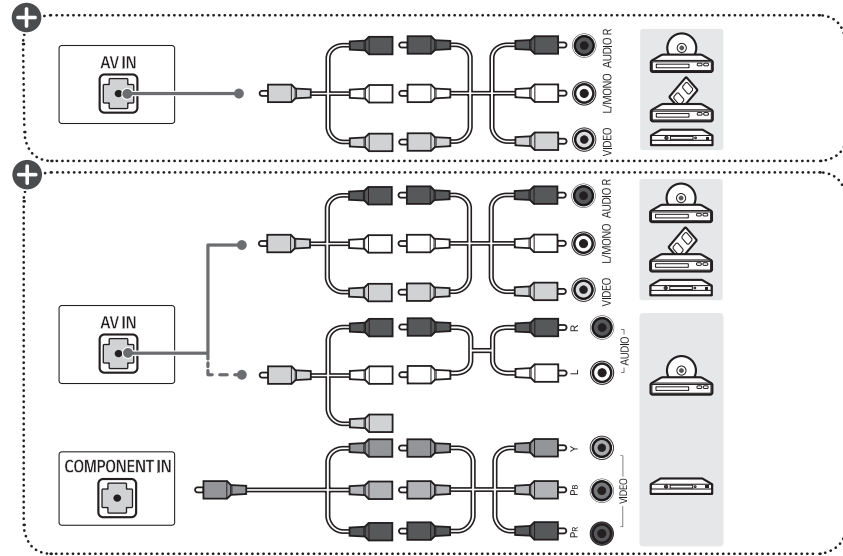 AV IN
AUDIO R
L/MONO
VIDEO
AV IN
AUDIO R
L/MONO
VIDEO
R
L
AUDIO
COMPONENT IN
Y
PB
PR
VIDEO